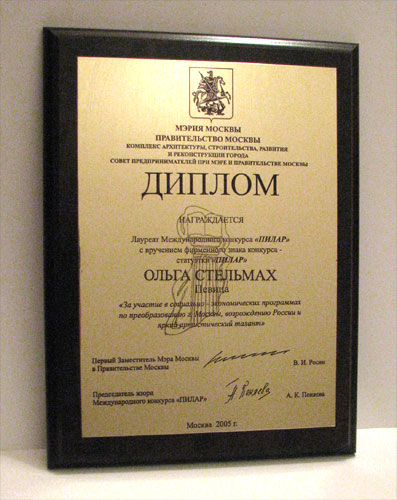 МЭРИЯ МОСКВЫ
ПРАВИТЕЛЬСТВО МОСКВЫ
КОМПЛЕКС АРХИТЕКТУРЫ, СТРОИТЕЛЬСТВА, РАЗВИТИЯ
И РЕКОНСТРУКЦИИ ГОРОДА
СОВЕТ ПРЕДПРИНИМАТЕЛЕЙ ПРИ МЭРЕ И ПРАВИТЕЛЬСТВЕ МОСКВЫ
ДИПЛОМ
НАГРАЖДАЕТСЯ
Лауреат Международного конкурса «ПИЛАР»
с вручением фирменного знака конкурса -
статуэтки «ПИЛАР»
ОЛЬГА СТЕЛЬМАХ
Певица
«За участие в социально - экономических программах
по преобразованию г. Москвы, возрождению России и
яркий артистический талант»
Первый Заместитель Мэра Москвы
в Правительстве Москвы
В. И. Ресин
Председатель жюри
Международного конкурса «ПИЛАР»
А. К. Пекаева
Москва 2005 г.